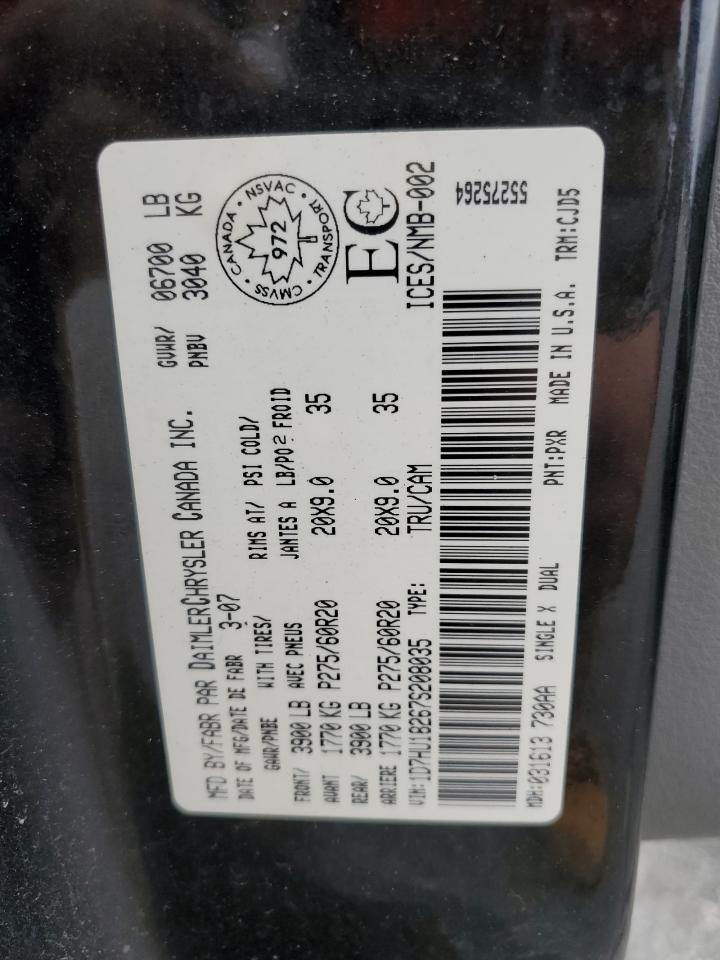 MFD BY/FABR PAR DAIMLERCHRYSLER CANADA INC.
DATE OF MFG/DATE DE FABR 3-07
GVWR/ 06700 LB
PNBV 3040 KG
GAWR/PNBE WITH TIRES/ RIMS AT/ PSI COLD/
AVEC PNEUS JANTES A LB/PO2 FROID
FRONT/ 3900 LB
AVANT 1770 KG P275/60R20 20X9.0 35
REAR/ 3900 LB
ARRIERE 1770 KG P275/60R20 20X9.0 35
CANADA · NSVAC · TRANSPORT · CMVSS ·
972
EC
ICES/NMB-002
VIN: 1D7HU18267S208035 TYPE: TRU/CAM
55275264
MDH:031613 730AA SINGLE X DUAL PNT:PXR MADE IN U.S.A. TRM:CJD5